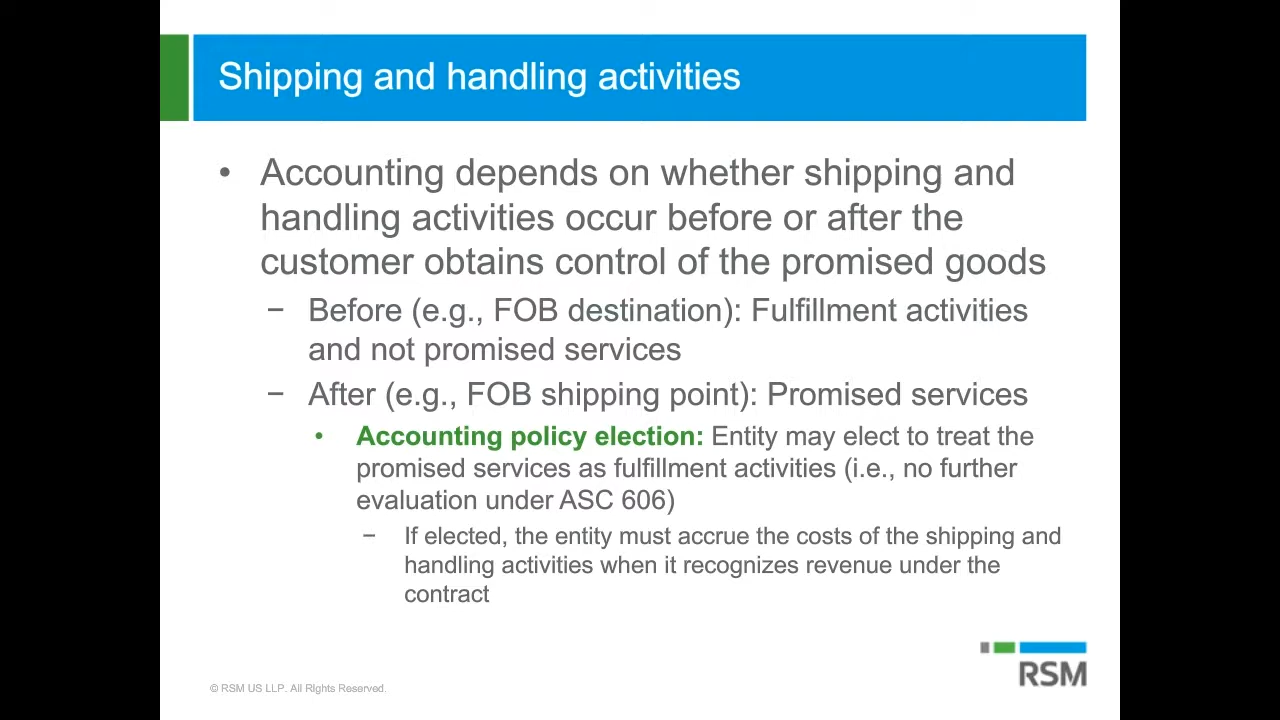 Shipping and handling activities
• Accounting depends on whether shipping and
handling activities occur before or after the
customer obtains control of the promised goods
− Before (e.g., FOB destination): Fulfillment activities
and not promised services
− After (e.g., FOB shipping point): Promised services
• Accounting policy election: Entity may elect to treat the
promised services as fulfillment activities (i.e., no further
evaluation under ASC 606)
− If elected, the entity must accrue the costs of the shipping and
handling activities when it recognizes revenue under the
contract
RSM
© RSM US LLP. All Rights Reserved.